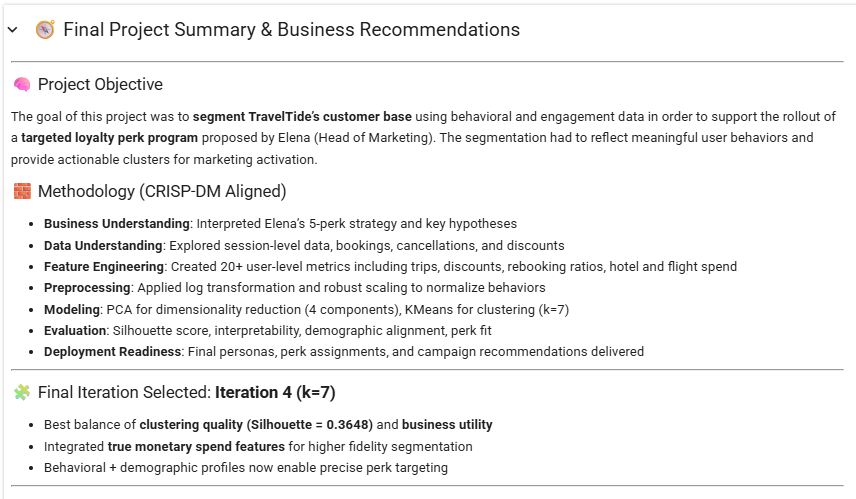 Final Project Summary & Business Recommendations
Project Objective
The goal of this project was to segment TravelTide's customer base using behavioral and engagement data in order to support the rollout of
a targeted loyalty perk program proposed by Elena (Head of Marketing). The segmentation had to reflect meaningful user behaviors and
provide actionable clusters for marketing activation.
Methodology (CRISP-DM Aligned)
• Business Understanding: Interpreted Elena's 5-perk strategy and key hypotheses
• Data Understanding: Explored session-level data, bookings, cancellations, and discounts
• Feature Engineering: Created 20+ user-level metrics including trips, discounts, rebooking ratios, hotel and flight spend
• Preprocessing: Applied log transformation and robust scaling to normalize behaviors
• Modeling: PCA for dimensionality reduction (4 components), KMeans for clustering (k=7)
• Evaluation: Silhouette score, interpretability, demographic alignment, perk fit
• Deployment Readiness: Final personas, perk assignments, and campaign recommendations delivered
Final Iteration Selected: Iteration 4 (k=7)
• Best balance of clustering quality (Silhouette = 0.3648) and business utility
• Integrated true monetary spend features for higher fidelity segmentation
• Behavioral + demographic profiles now enable precise perk targeting